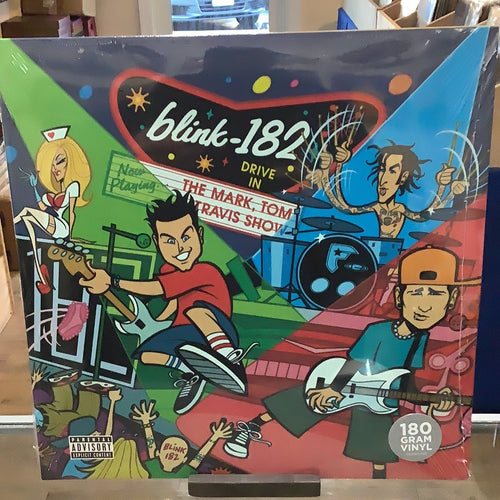 blink-182
DRIVE
IN
Now
Playing
THE MARK, TOM
TRAVIS SHOW
F
PARENTAL
ADVISORY
EXPLICIT CONTENT
BLINK
182
180
GRAM
VINYL